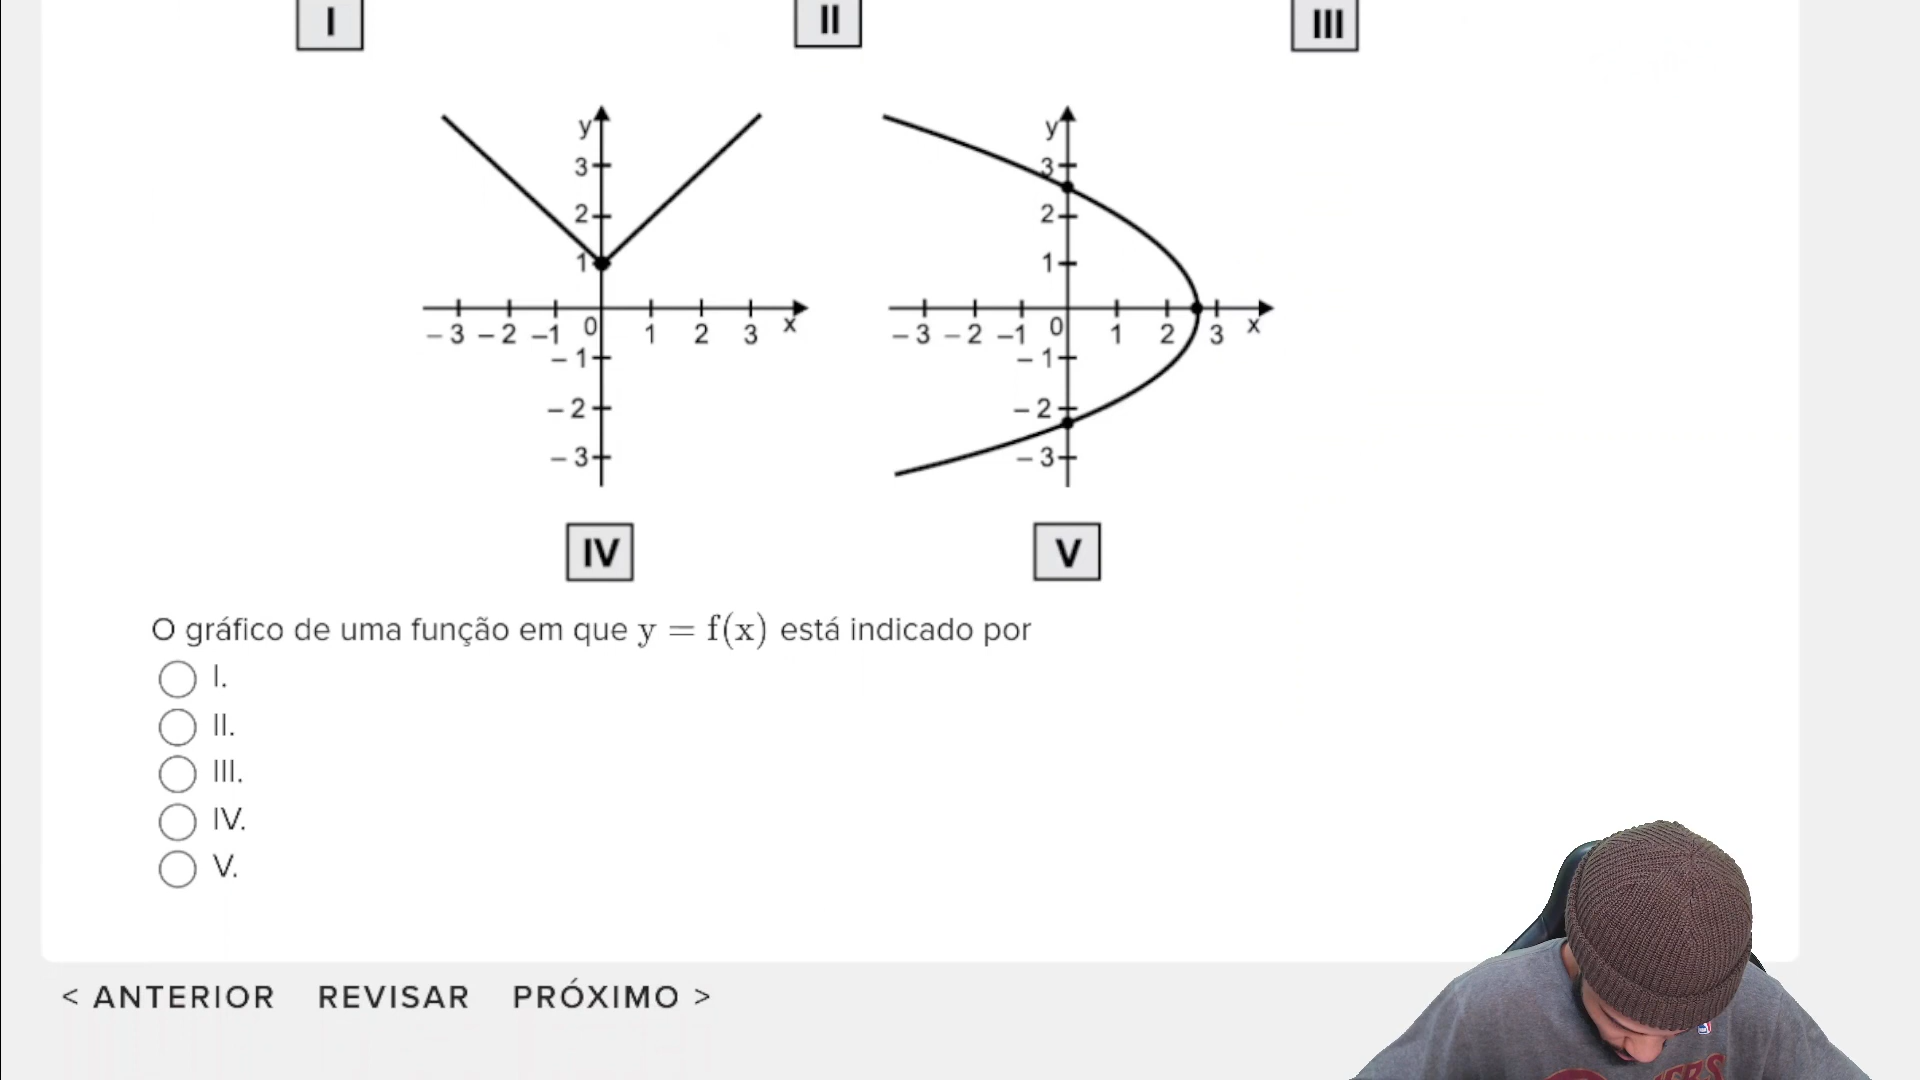 I II III
y y
3 3
2 2
1 1
– 3 – 2 –1 0 1 2 3 x – 3 – 2 –1 0 1 2 3 x
– 1 – 1
– 2 – 2
– 3 – 3
IV V
O gráfico de uma função em que y = f(x) está indicado por
I.
II.
III.
IV.
V.
< ANTERIOR REVISAR PRÓXIMO >